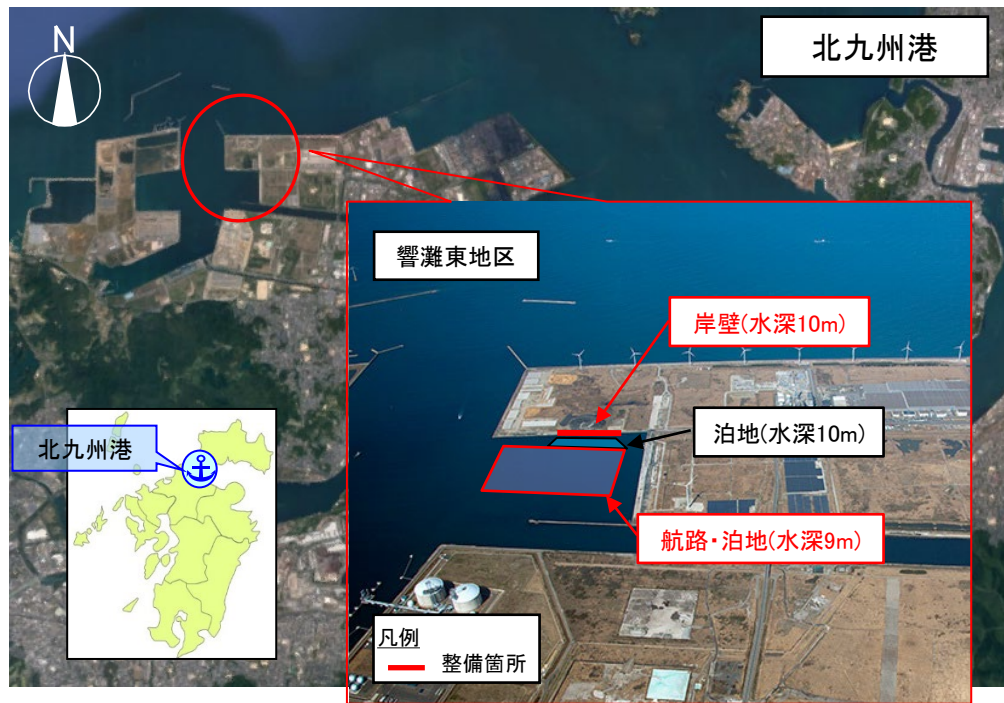 N
北九州港
響灘東地区
岸壁(水深10m)
泊地(水深10m)
航路・泊地(水深9m)
北九州港
凡例
整備箇所